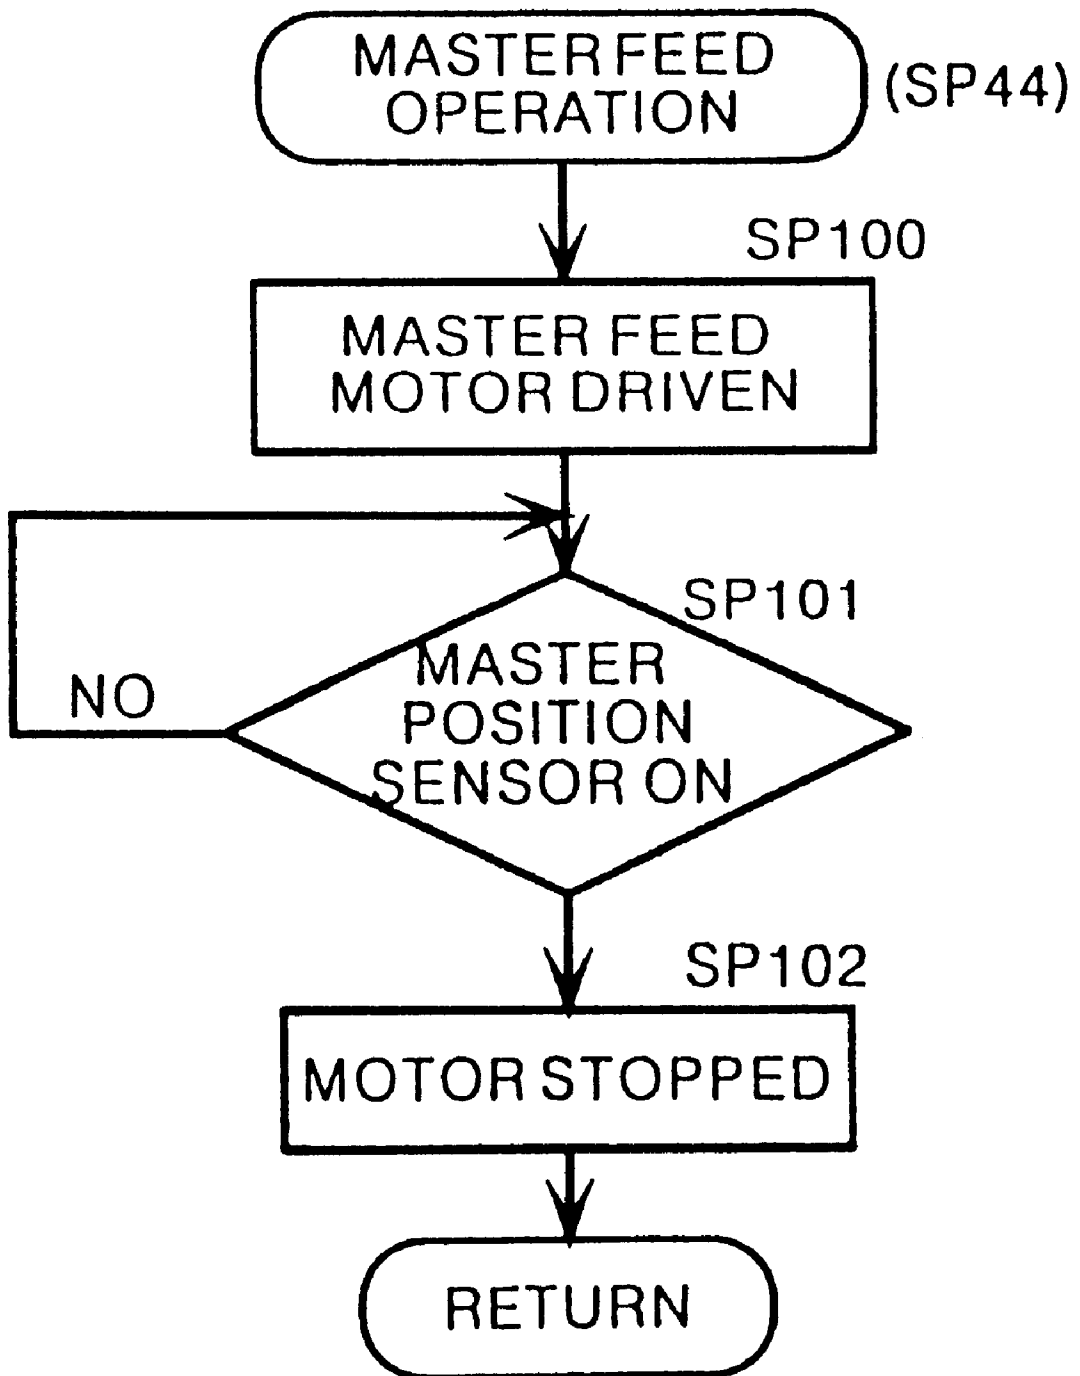 MASTER FEED
OPERATION
(SP44)
SP100
MASTER FEED
MOTOR DRIVEN
SP101
MASTER
POSITION
SENSOR ON
NO
SP102
MOTOR STOPPED
RETURN